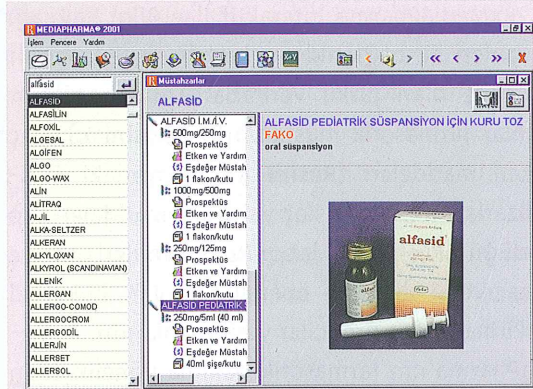 MEDIAPHARMA® 2001
İşlem Pencere Yardım
alfasid
ALFASİD
ALFASİLİN
ALFOXİL
ALGESAL
ALGİFEN
ALGO
ALGO-WAX
ALİN
ALİTRAQ
ALJİL
ALKA-SELTZER
ALKERAN
ALKYLOXAN
ALKYROL (SCANDINAVIAN)
ALLENİK
ALLERGAN
ALLERGO-COMOD
ALLERGOCROM
ALLERGODİL
ALLERJİN
ALLERSET
ALLERSOL
Müstahzarlar
ALFASİD
ALFASİD İ.M./İ.V.
500mg/250mg
Prospektüs
Etken ve Yardım
Eşdeğer Müstah
1 flakon/kutu
1000mg/500mg
Prospektüs
Etken ve Yardım
Eşdeğer Müstah
1 flakon/kutu
250mg/125mg
Prospektüs
Etken ve Yardım
Eşdeğer Müstah
1 flakon/kutu
ALFASİD PEDİATRİK S
250mg/5ml (40 ml)
Prospektüs
Etken ve Yardım
Eşdeğer Müstah
40ml şişe/kutu
ALFASİD PEDİATRİK SÜSPANSİYON İÇİN KURU TOZ
FAKO
oral süspansiyon
alfasid